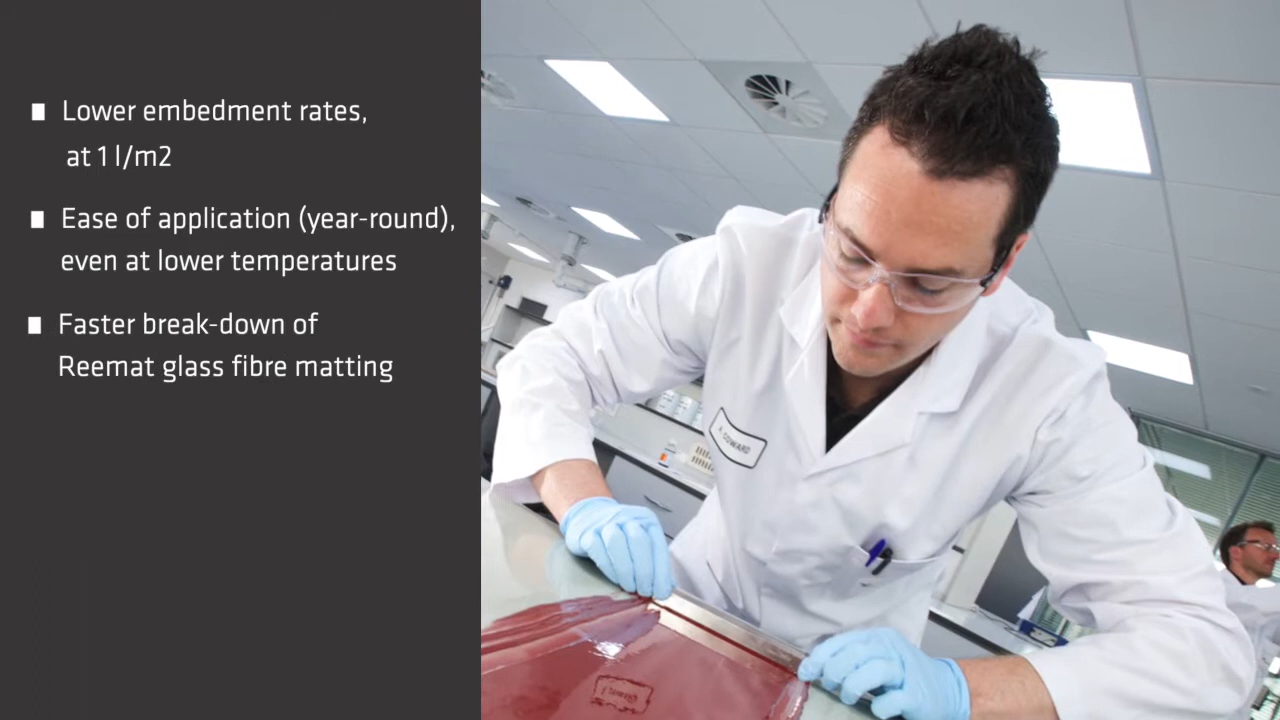 Lower embedment rates,
at 1 l/m2
Ease of application (year-round),
even at lower temperatures
Faster break-down of
Reemat glass fibre matting